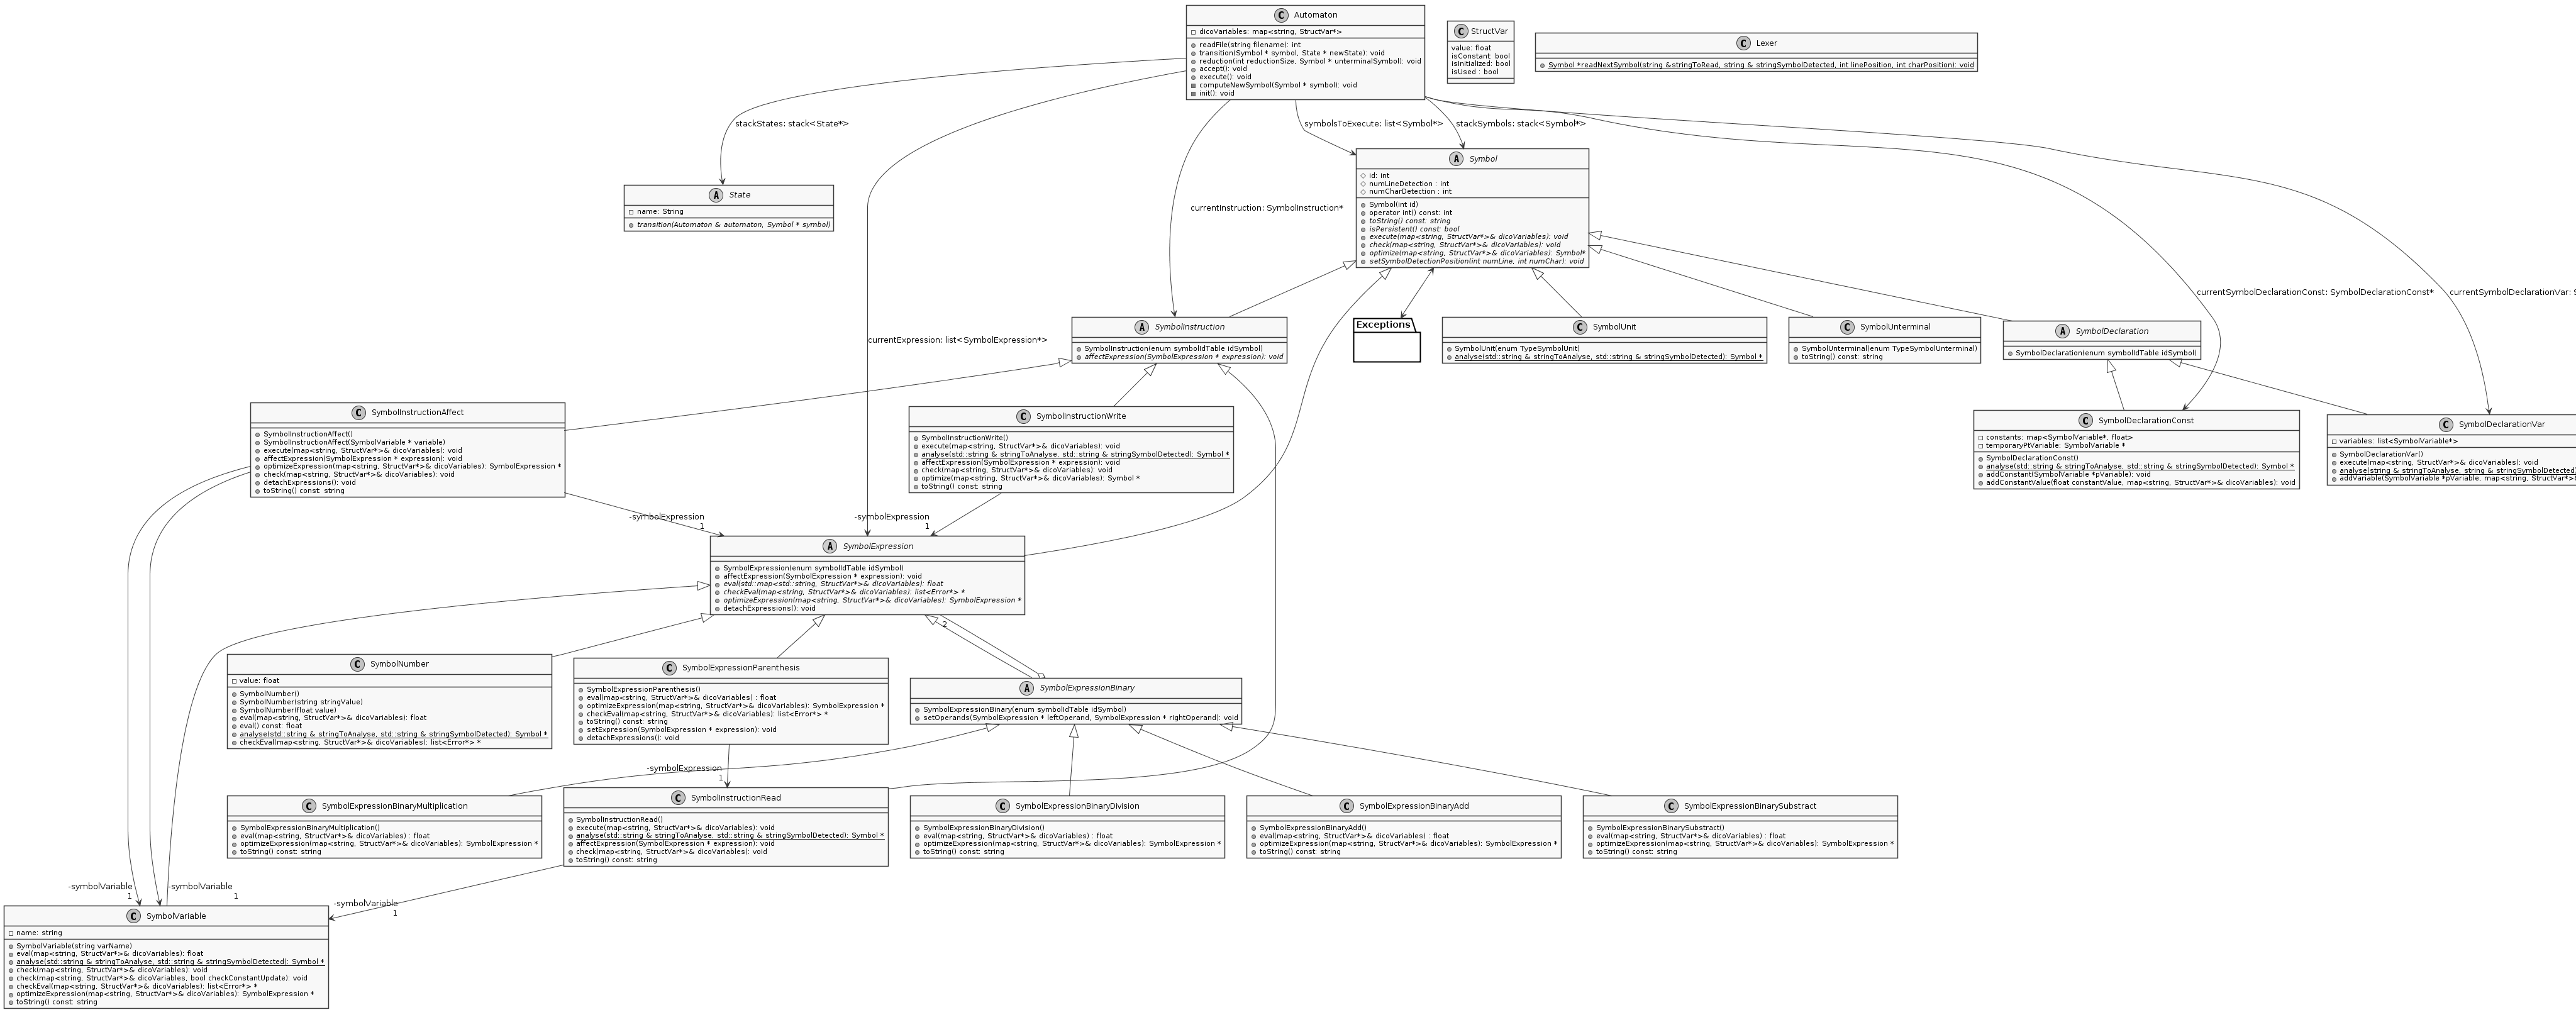 C Automaton
dicoVariables: map<string, StructVar*>
readFile(string filename): int
transition(Symbol * symbol, State * newState): void
reduction(int reductionSize, Symbol * unterminalSymbol): void
accept(): void
execute(): void
computeNewSymbol(Symbol * symbol): void
init(): void
C StructVar
value: float
isConstant: bool
isInitialized: bool
isUsed : bool
C Lexer
Symbol *readNextSymbol(string &stringToRead, string & stringSymbolDetected, int linePosition, int charPosition): void
stackStates: stack<State*>
symbolsToExecute: list<Symbol*>
stackSymbols: stack<Symbol*>
A State
name: String
transition(Automaton & automaton, Symbol * symbol)
A Symbol
id: int
numLineDetection : int
numCharDetection : int
Symbol(int id)
operator int() const: int
toString() const: string
isPersistent() const: bool
execute(map<string, StructVar*>& dicoVariables): void
check(map<string, StructVar*>& dicoVariables): void
optimize(map<string, StructVar*>& dicoVariables): Symbol*
setSymbolDetectionPosition(int numLine, int numChar): void
currentInstruction: SymbolInstruction*
currentExpression: list<SymbolExpression*>
currentSymbolDeclarationConst: SymbolDeclarationConst*
currentSymbolDeclarationVar:
A SymbolInstruction
SymbolInstruction(enum symbolIdTable idSymbol)
affectExpression(SymbolExpression * expression): void
Exceptions
C SymbolUnit
SymbolUnit(enum TypeSymbolUnit)
analyse(std::string & stringToAnalyse, std::string & stringSymbolDetected): Symbol *
C SymbolUnterminal
SymbolUnterminal(enum TypeSymbolUnterminal)
toString() const: string
A SymbolDeclaration
SymbolDeclaration(enum symbolIdTable idSymbol)
C SymbolInstructionAffect
SymbolInstructionAffect()
SymbolInstructionAffect(SymbolVariable * variable)
execute(map<string, StructVar*>& dicoVariables): void
affectExpression(SymbolExpression * expression): void
optimizeExpression(map<string, StructVar*>& dicoVariables): SymbolExpression *
check(map<string, StructVar*>& dicoVariables): void
detachExpressions(): void
toString() const: string
C SymbolInstructionWrite
SymbolInstructionWrite()
execute(map<string, StructVar*>& dicoVariables): void
analyse(std::string & stringToAnalyse, std::string & stringSymbolDetected): Symbol *
affectExpression(SymbolExpression * expression): void
check(map<string, StructVar*>& dicoVariables): void
optimize(map<string, StructVar*>& dicoVariables): Symbol *
toString() const: string
C SymbolDeclarationConst
constants: map<SymbolVariable*, float>
temporaryPtVariable: SymbolVariable *
SymbolDeclarationConst()
analyse(std::string & stringToAnalyse, std::string & stringSymbolDetected): Symbol *
addConstant(SymbolVariable *pVariable): void
addConstantValue(float constantValue, map<string, StructVar*>& dicoVariables): void
C SymbolDeclarationVar
variables: list<SymbolVariable*>
SymbolDeclarationVar()
execute(map<string, StructVar*>& dicoVariables): void
analyse(string & stringToAnalyse, string & stringSymbolDetected)
addVariable(SymbolVariable *pVariable, map<string, StructVar*>&
-symbolExpression
1
-symbolExpression
1
A SymbolExpression
SymbolExpression(enum symbolIdTable idSymbol)
affectExpression(SymbolExpression * expression): void
eval(std::map<std::string, StructVar*>& dicoVariables): float
checkEval(map<string, StructVar*>& dicoVariables): list<Error*> *
optimizeExpression(map<string, StructVar*>& dicoVariables): SymbolExpression *
detachExpressions(): void
2
C SymbolNumber
value: float
SymbolNumber()
SymbolNumber(string stringValue)
SymbolNumber(float value)
eval(map<string, StructVar*>& dicoVariables): float
eval() const: float
analyse(std::string & stringToAnalyse, std::string & stringSymbolDetected): Symbol *
checkEval(map<string, StructVar*>& dicoVariables): list<Error*> *
C SymbolExpressionParenthesis
SymbolExpressionParenthesis()
eval(map<string, StructVar*>& dicoVariables) : float
optimizeExpression(map<string, StructVar*>& dicoVariables): SymbolExpression *
checkEval(map<string, StructVar*>& dicoVariables): list<Error*> *
toString() const: string
setExpression(SymbolExpression * expression): void
detachExpressions(): void
A SymbolExpressionBinary
SymbolExpressionBinary(enum symbolIdTable idSymbol)
setOperands(SymbolExpression * leftOperand, SymbolExpression * rightOperand): void
-symbolExpression
1
C SymbolExpressionBinaryMultiplication
SymbolExpressionBinaryMultiplication()
eval(map<string, StructVar*>& dicoVariables) : float
optimizeExpression(map<string, StructVar*>& dicoVariables): SymbolExpression *
toString() const: string
C SymbolInstructionRead
SymbolInstructionRead()
execute(map<string, StructVar*>& dicoVariables): void
analyse(std::string & stringToAnalyse, std::string & stringSymbolDetected): Symbol *
affectExpression(SymbolExpression * expression): void
check(map<string, StructVar*>& dicoVariables): void
toString() const: string
C SymbolExpressionBinaryDivision
SymbolExpressionBinaryDivision()
eval(map<string, StructVar*>& dicoVariables) : float
optimizeExpression(map<string, StructVar*>& dicoVariables): SymbolExpression *
toString() const: string
C SymbolExpressionBinaryAdd
SymbolExpressionBinaryAdd()
eval(map<string, StructVar*>& dicoVariables) : float
optimizeExpression(map<string, StructVar*>& dicoVariables): SymbolExpression *
toString() const: string
C SymbolExpressionBinarySubstract
SymbolExpressionBinarySubstract()
eval(map<string, StructVar*>& dicoVariables) : float
optimizeExpression(map<string, StructVar*>& dicoVariables): SymbolExpression *
toString() const: string
-symbolVariable
1
-symbolVariable
1
-symbolVariable
1
C SymbolVariable
name: string
SymbolVariable(string varName)
eval(map<string, StructVar*>& dicoVariables): float
analyse(std::string & stringToAnalyse, std::string & stringSymbolDetected): Symbol *
check(map<string, StructVar*>& dicoVariables): void
check(map<string, StructVar*>& dicoVariables, bool checkConstantUpdate): void
checkEval(map<string, StructVar*>& dicoVariables): list<Error*> *
optimizeExpression(map<string, StructVar*>& dicoVariables): SymbolExpression *
toString() const: string